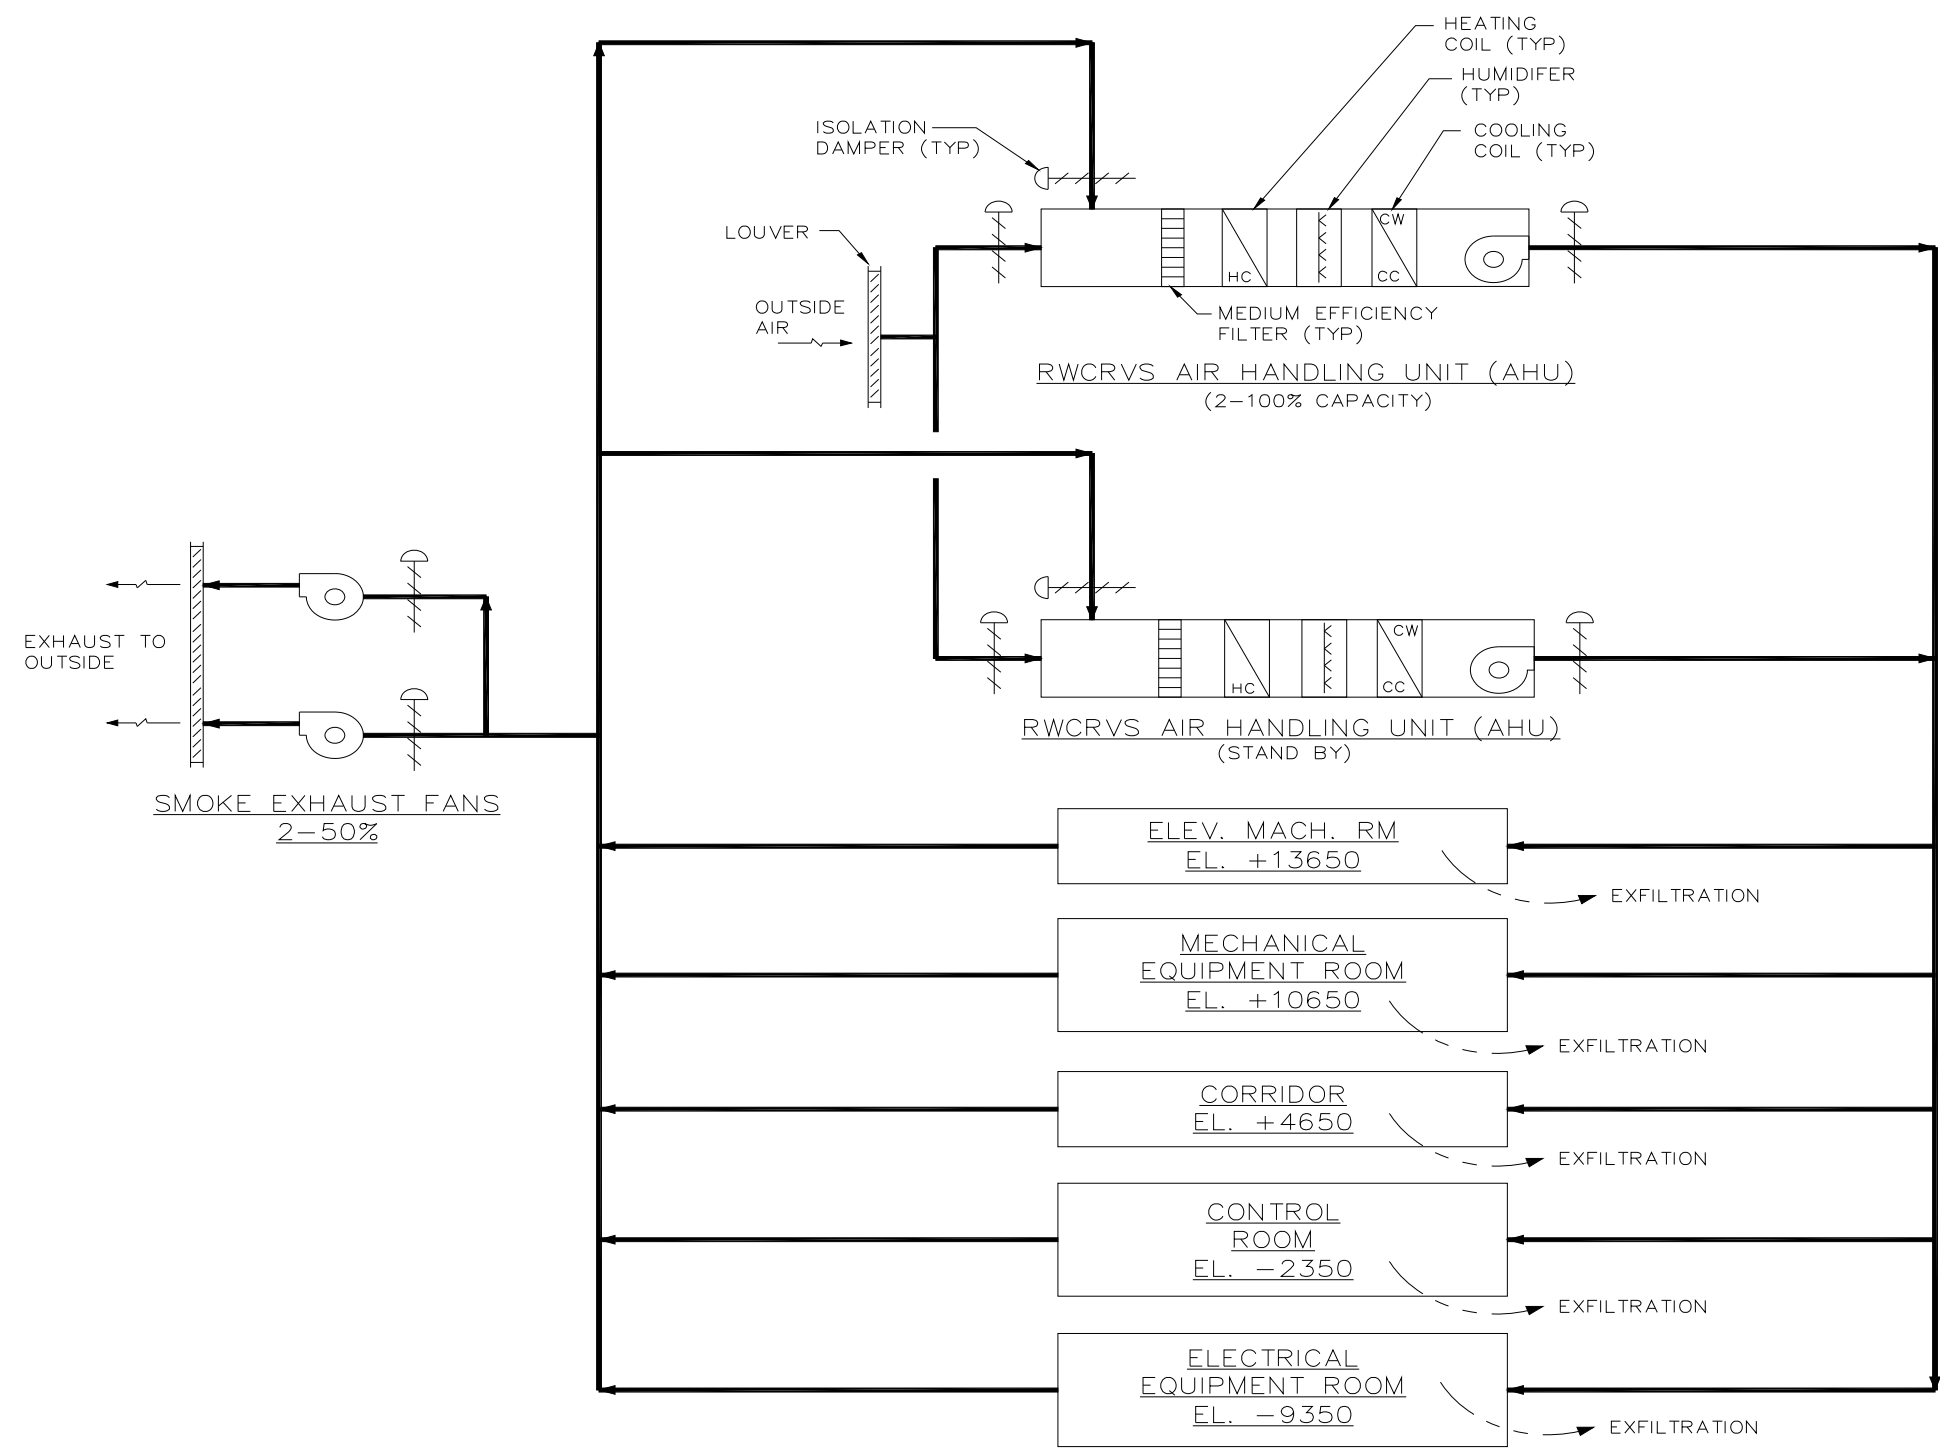 HEATING
COIL (TYP)
HUMIDIFER
(TYP)
ISOLATION
DAMPER (TYP)
COOLING
COIL (TYP)
LOUVER
CW
HC
CC
OUTSIDE
AIR
MEDIUM EFFICIENCY
FILTER (TYP)
RWCRVS AIR HANDLING UNIT (AHU)
(2-100% CAPACITY)
EXHAUST TO
OUTSIDE
CW
HC
CC
RWCRVS AIR HANDLING UNIT (AHU)
(STAND BY)
SMOKE EXHAUST FANS
2-50%
ELEV. MACH. RM
EL. +13650
EXFILTRATION
MECHANICAL
EQUIPMENT ROOM
EL. +10650
EXFILTRATION
CORRIDOR
EL. +4650
EXFILTRATION
CONTROL
ROOM
EL. -2350
EXFILTRATION
ELECTRICAL
EQUIPMENT ROOM
EL. -9350
EXFILTRATION